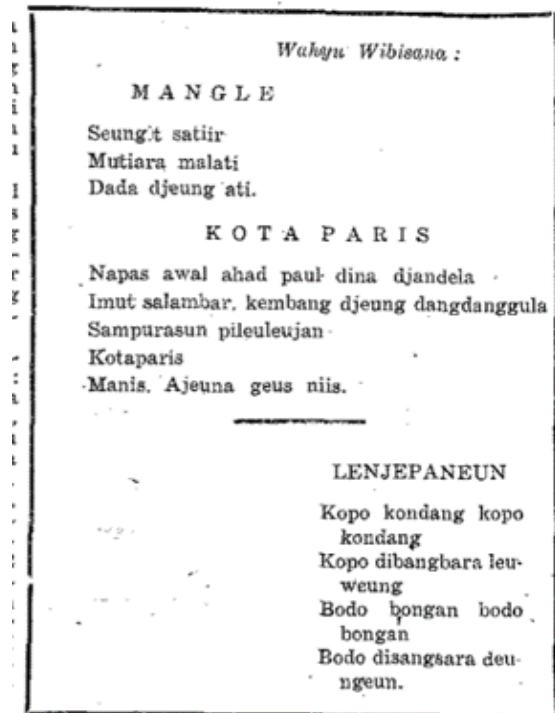 Wahyu Wibisana :
MANGLE
Seungit satiir
Mutiara malati
Dada djeung ati.
KOTA PARIS
Napas awal ahad paul dina djandela
Imut salambar, kembang djeung dangdanggula
Sampurasun pileuleujan
Kotaparis
Manis. Ajeuna geus niis.
LENJEPANEUN
Kopo kondang kopo
kondang
Kopo dibangbara leu-
weung
Bodo bongan bodo
bongan
Bodo disangsara deu-
ngeun.